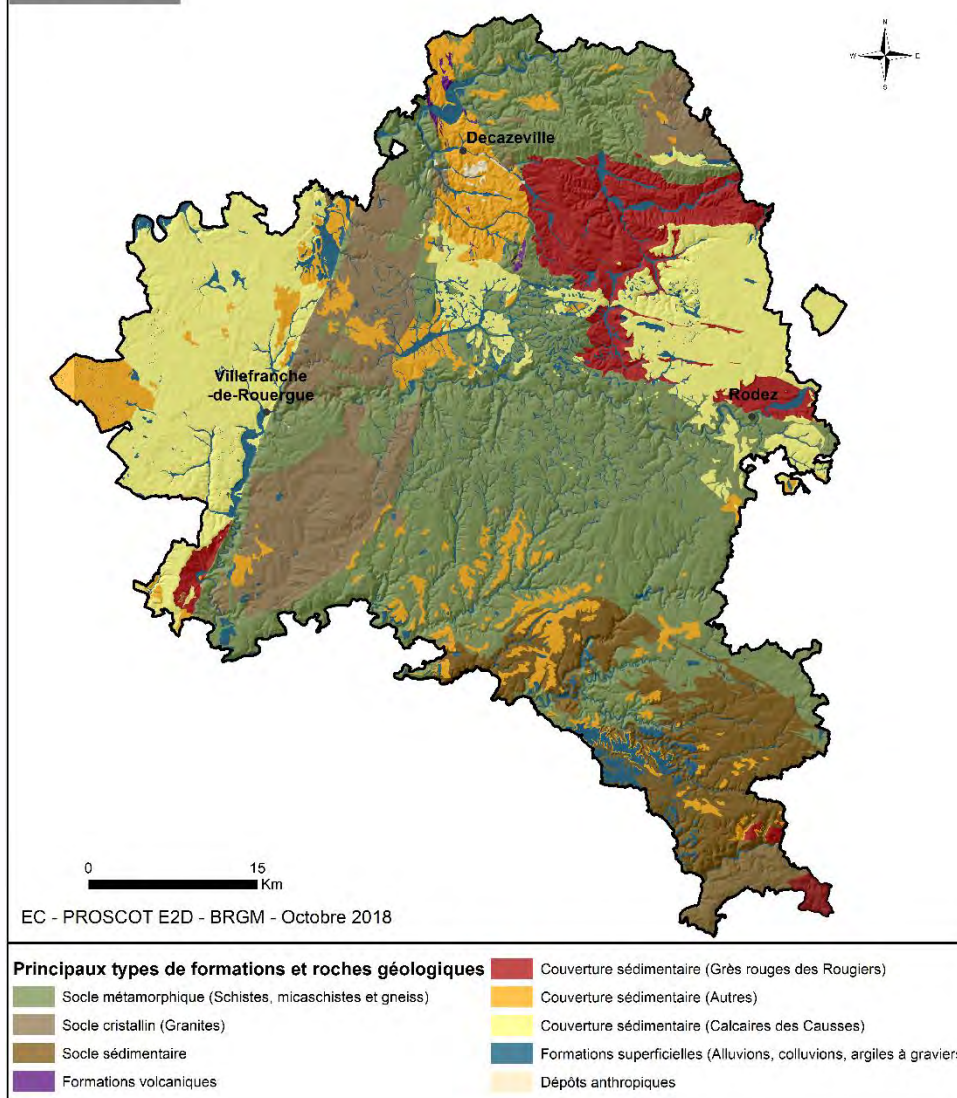 N
W E
S
Decazeville
Villefranche
-de-Rouergue
Rodez
0 15
Km
EC - PROSCOT E2D - BRGM - Octobre 2018
Principaux types de formations et roches géologiques
Socle métamorphique (Schistes, micaschistes et gneiss)
Socle cristallin (Granites)
Socle sédimentaire
Formations volcaniques
Couverture sédimentaire (Grès rouges des Rougiers)
Couverture sédimentaire (Autres)
Couverture sédimentaire (Calcaires des Causses)
Formations superficielles (Alluvions, colluvions, argiles à graviers
Dépôts anthropiques